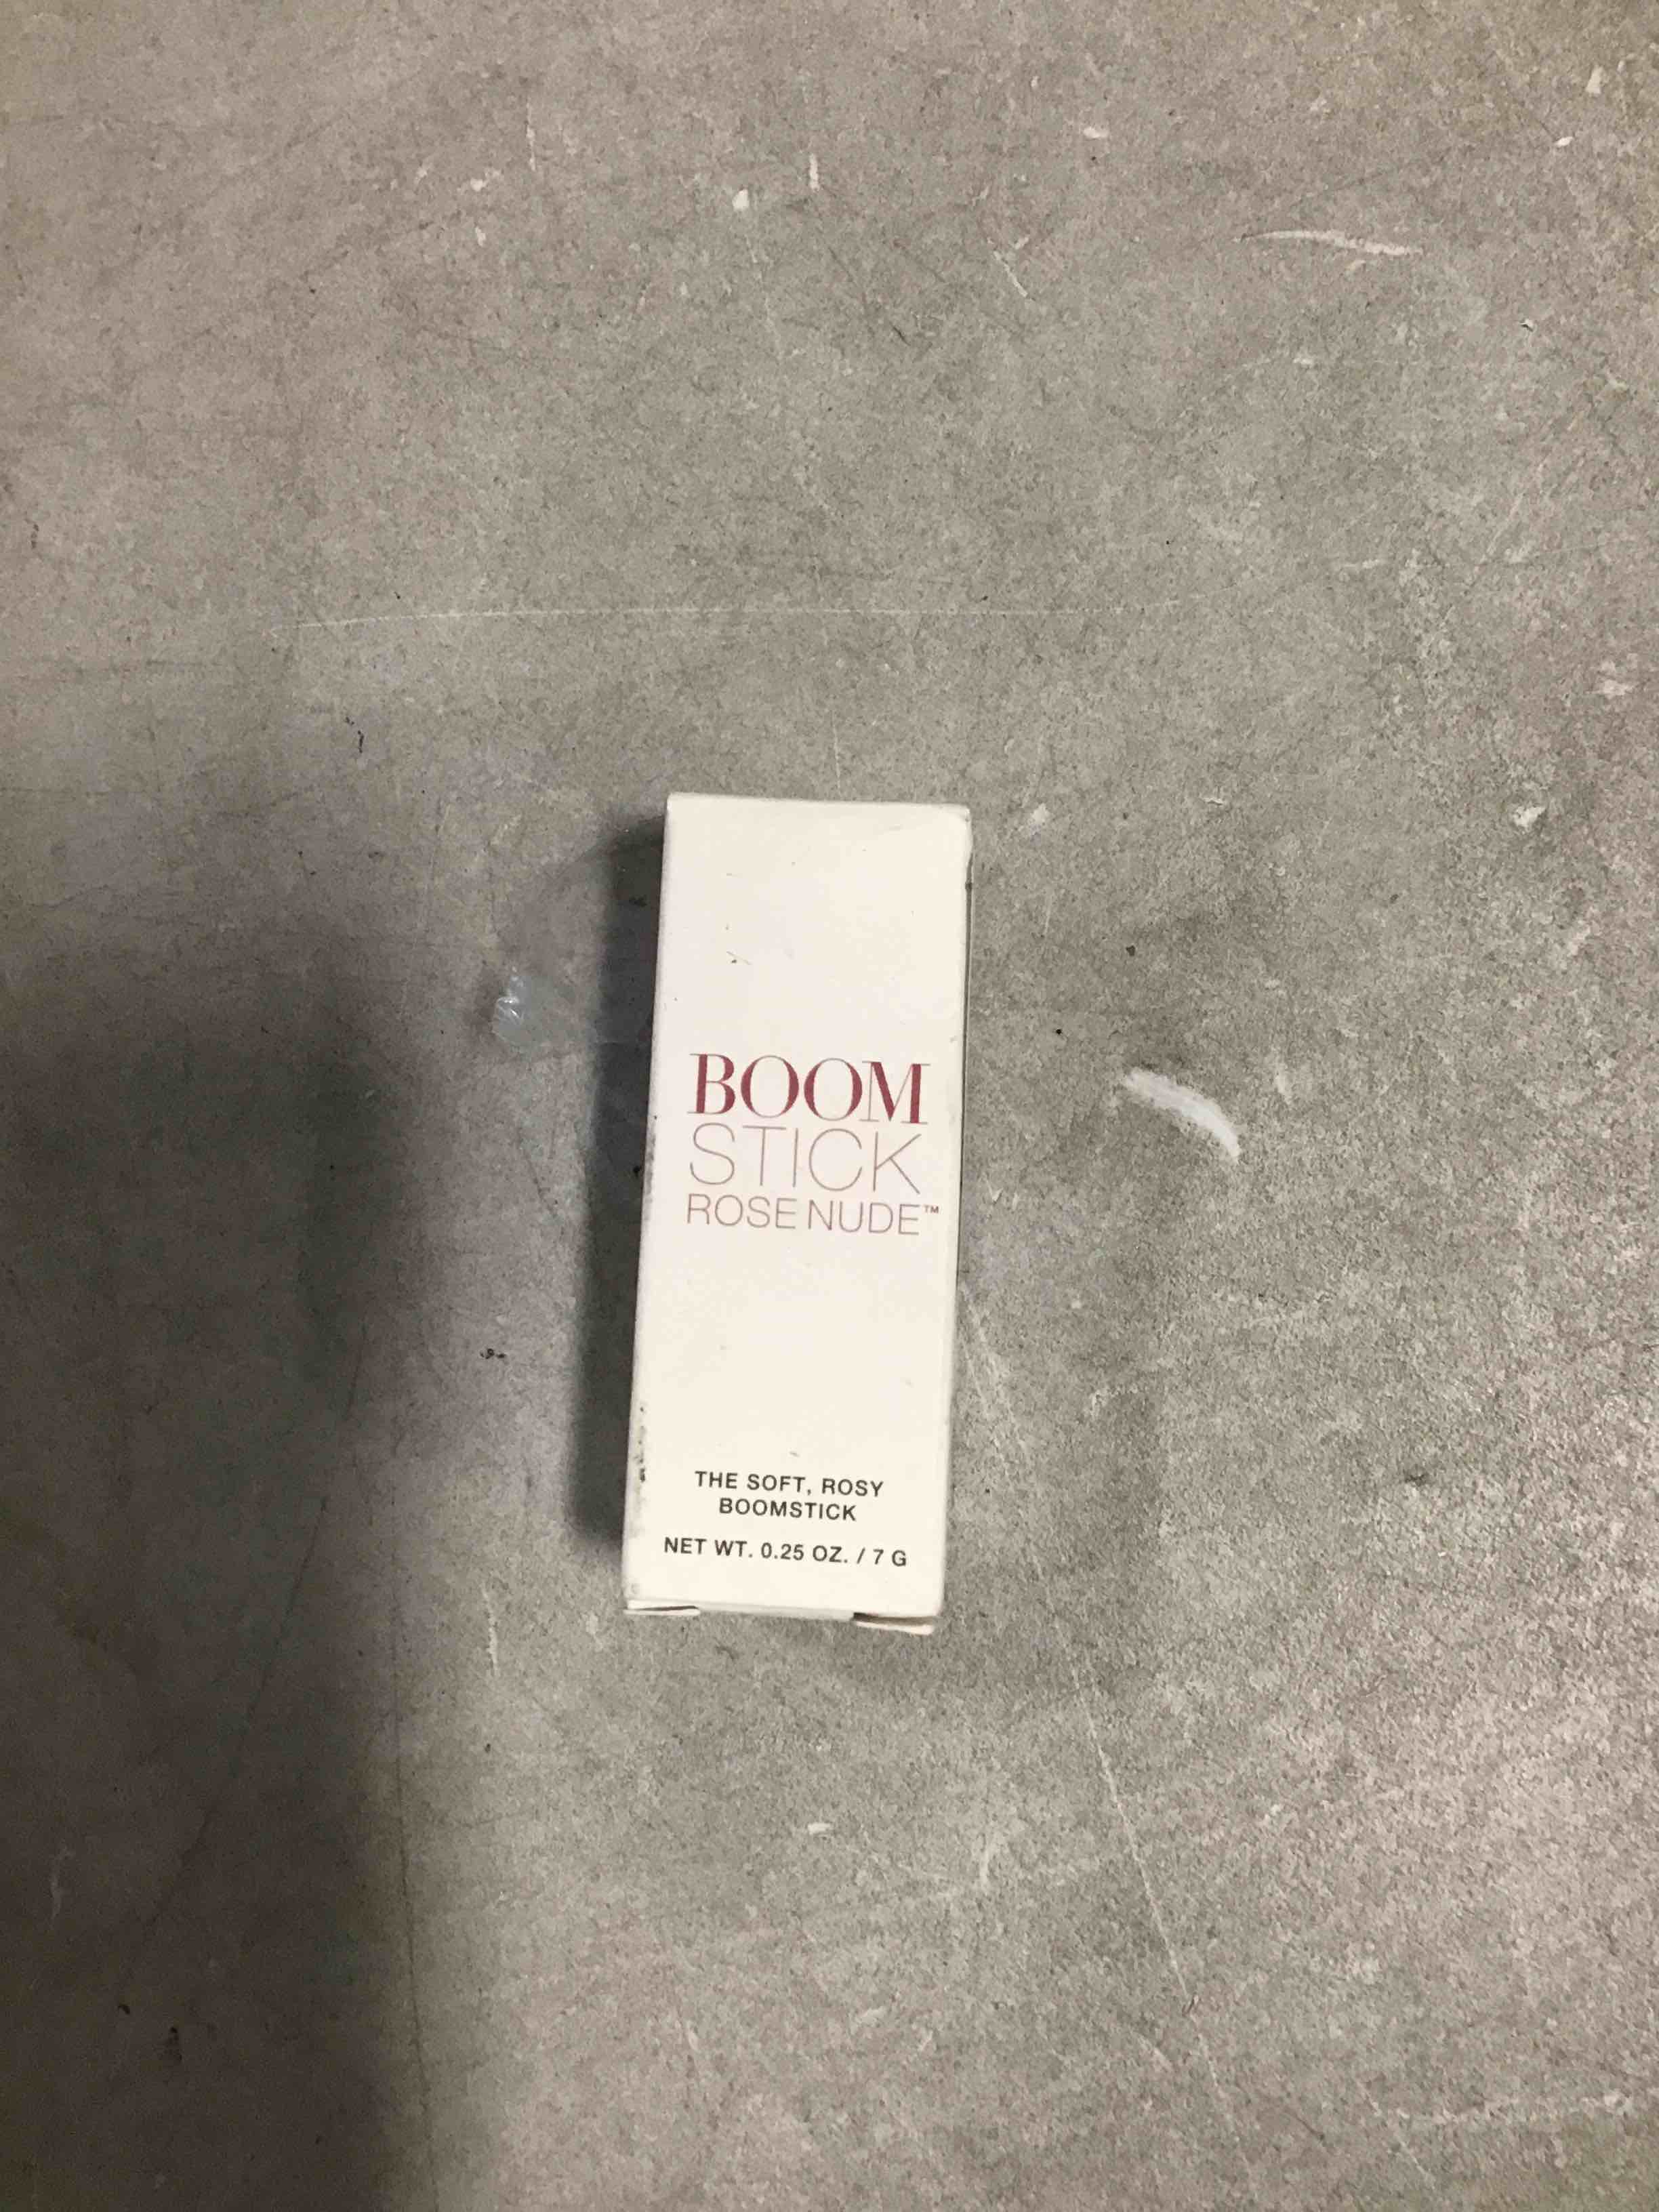 BOOM
STICK
ROSE NUDE™
THE SOFT, ROSY
BOOMSTICK
NET WT. 0.25 OZ. / 7 G